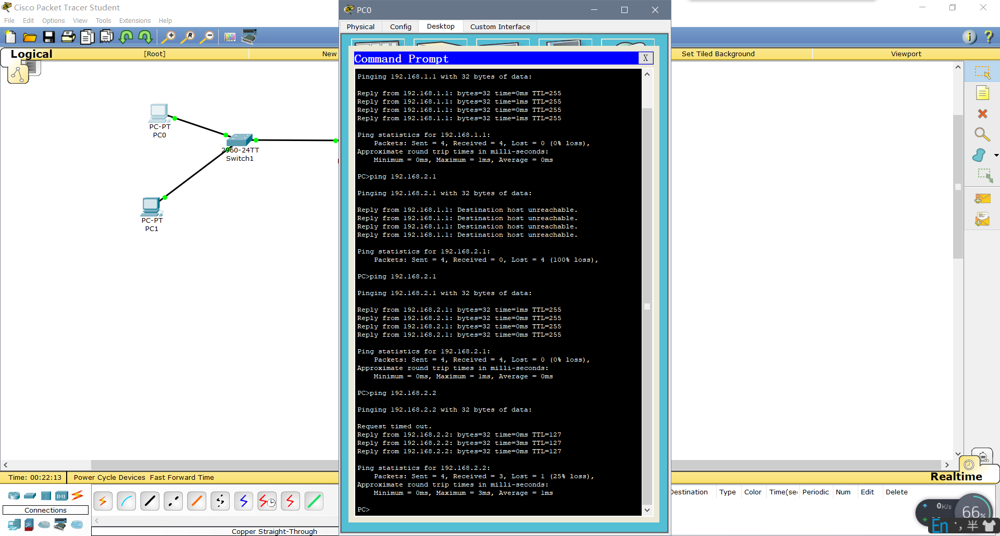 Cisco Packet Tracer Student
File Edit Options View Tools Extensions Help
Logical [Root] New Set Tiled Background Viewport
PC0
Physical Config Desktop Custom Interface
Command Prompt X
Pinging 192.168.1.1 with 32 bytes of data:
Reply from 192.168.1.1: bytes=32 time=0ms TTL=255
Reply from 192.168.1.1: bytes=32 time=1ms TTL=255
Reply from 192.168.1.1: bytes=32 time=0ms TTL=255
Reply from 192.168.1.1: bytes=32 time=1ms TTL=255
Ping statistics for 192.168.1.1:
Packets: Sent = 4, Received = 4, Lost = 0 (0% loss),
Approximate round trip times in milli-seconds:
Minimum = 0ms, Maximum = 1ms, Average = 0ms
PC>ping 192.168.2.1
Pinging 192.168.2.1 with 32 bytes of data:
Reply from 192.168.1.1: Destination host unreachable.
Reply from 192.168.1.1: Destination host unreachable.
Reply from 192.168.1.1: Destination host unreachable.
Reply from 192.168.1.1: Destination host unreachable.
Ping statistics for 192.168.2.1:
Packets: Sent = 4, Received = 0, Lost = 4 (100% loss),
PC>ping 192.168.2.1
Pinging 192.168.2.1 with 32 bytes of data:
Reply from 192.168.2.1: bytes=32 time=1ms TTL=255
Reply from 192.168.2.1: bytes=32 time=0ms TTL=255
Reply from 192.168.2.1: bytes=32 time=0ms TTL=255
Reply from 192.168.2.1: bytes=32 time=0ms TTL=255
Ping statistics for 192.168.2.1:
Packets: Sent = 4, Received = 4, Lost = 0 (0% loss),
Approximate round trip times in milli-seconds:
Minimum = 0ms, Maximum = 1ms, Average = 0ms
PC>ping 192.168.2.2
Pinging 192.168.2.2 with 32 bytes of data:
Request timed out.
Reply from 192.168.2.2: bytes=32 time=0ms TTL=127
Reply from 192.168.2.2: bytes=32 time=3ms TTL=127
Reply from 192.168.2.2: bytes=32 time=0ms TTL=127
Ping statistics for 192.168.2.2:
Packets: Sent = 4, Received = 3, Lost = 1 (25% loss),
Approximate round trip times in milli-seconds:
Minimum = 0ms, Maximum = 3ms, Average = 1ms
PC>
PC-PT
PC0
2960-24TT
Switch1
PC-PT
PC1
Time: 00:22:13 Power Cycle Devices Fast Forward Time
Realtime
Connections
Copper Straight-Through
Destination Type Color Time(sec Periodic Num Edit Delete
0K/s
66%
En ·, 半